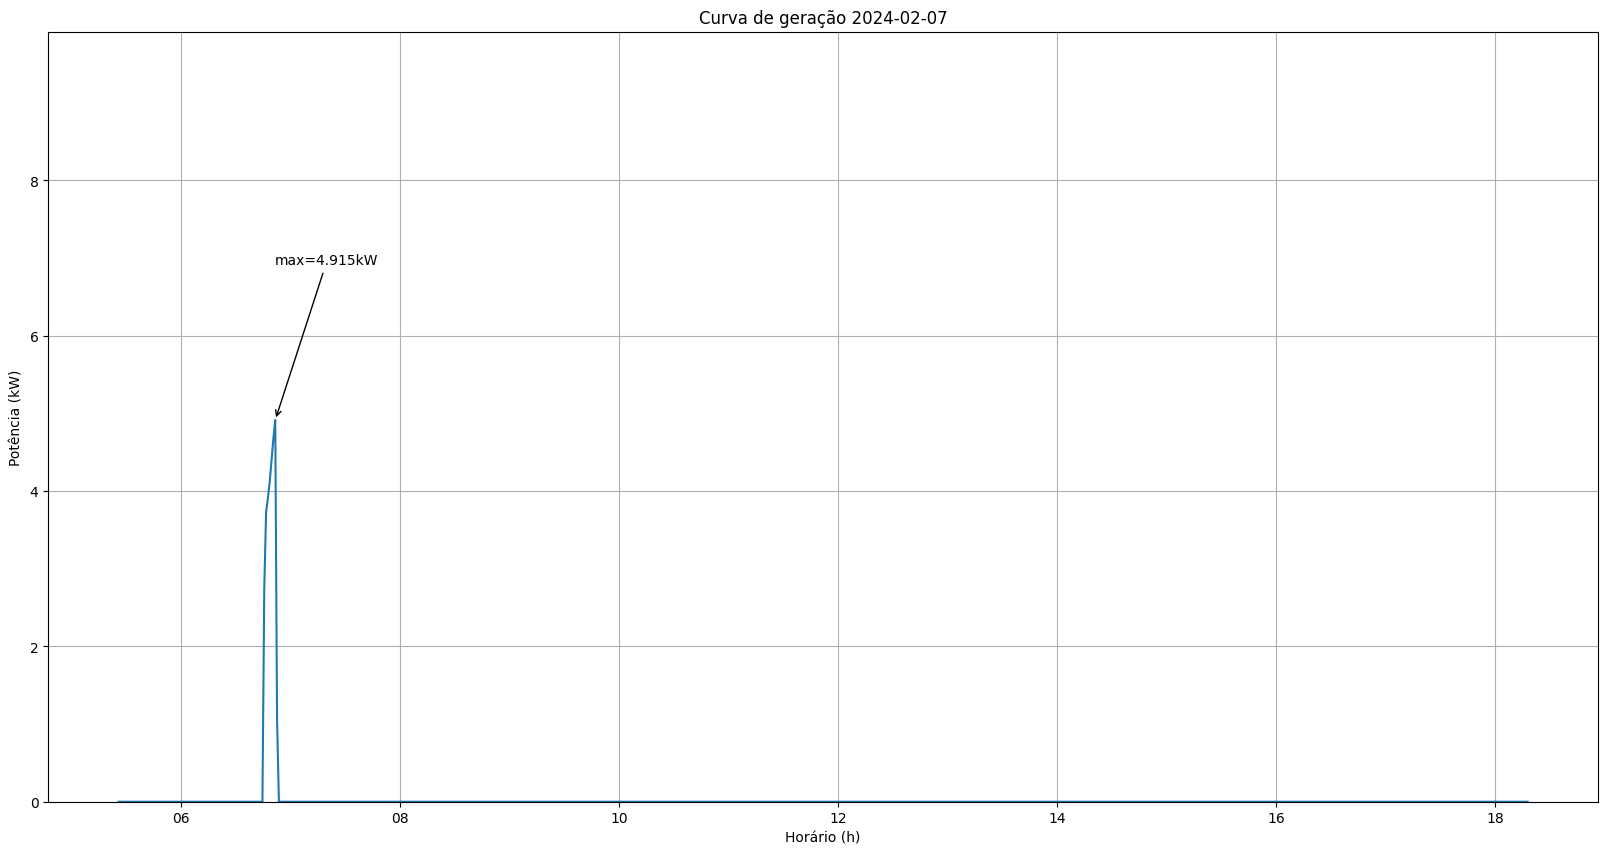 Curva de geração 2024-02-07
8
max=4.915kW
6
Potência (kW)
4
2
0
06 08 10 12 14 16 18
Horário (h)